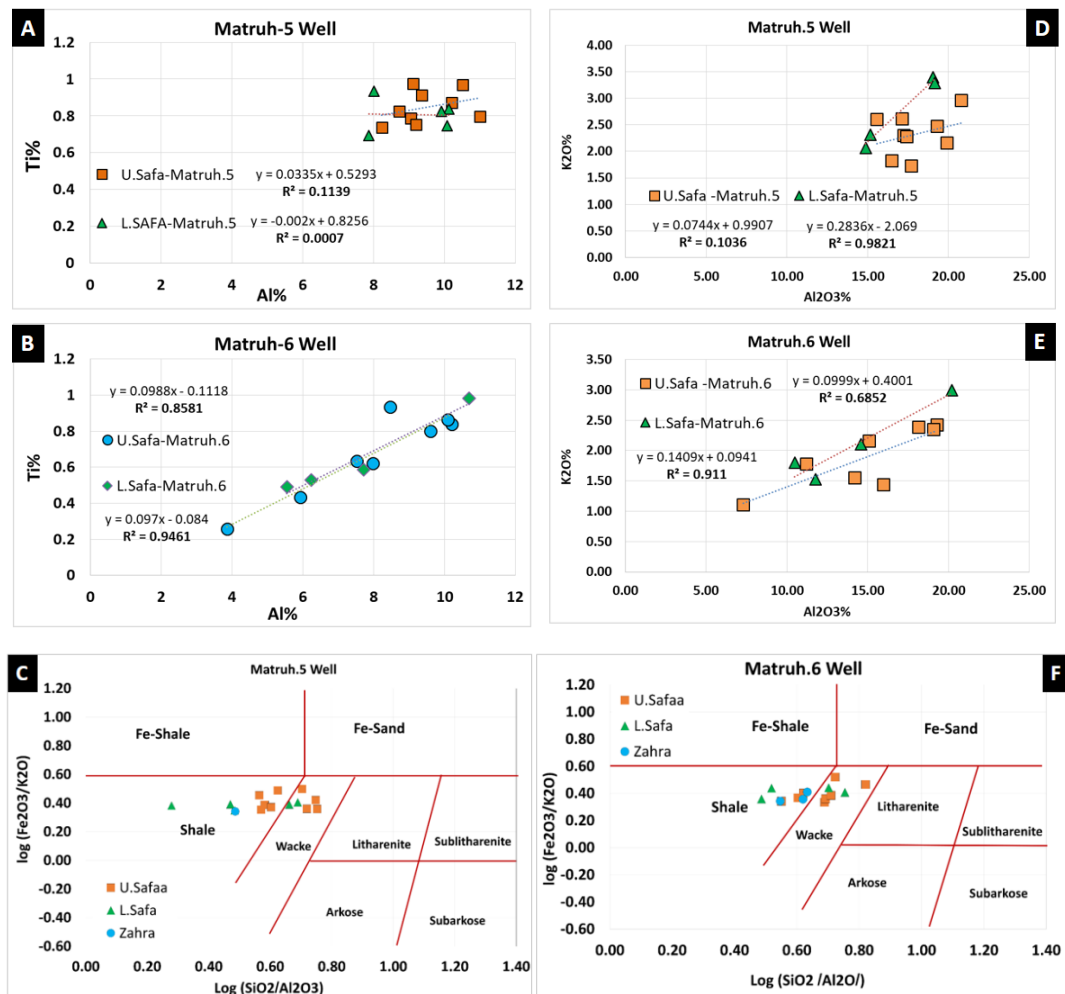 A
Matruh-5 Well
Ti%
1.2
1
0.8
0.6
0.4
0.2
0
U.Safa-Matruh.5
y = 0.0335x + 0.5293
R² = 0.1139
L.SAFA-Matruh.5
y = -0.002x + 0.8256
R² = 0.0007
0 2 4 6 8 10 12
Al%
D
Matruh.5 Well
K2O%
4.00
3.50
3.00
2.50
2.00
1.50
1.00
0.50
0.00
U.Safa -Matruh.5 L.Safa-Matruh.5
y = 0.0744x + 0.9907 y = 0.2836x - 2.069
R² = 0.1036 R² = 0.9821
0.00 5.00 10.00 15.00 20.00 25.00
Al2O3%
B
Matruh-6 Well
Ti%
1.2
1
0.8
0.6
0.4
0.2
0
y = 0.0988x - 0.1118
R² = 0.8581
U.Safa-Matruh.6
L.Safa-Matruh.6
y = 0.097x - 0.084
R² = 0.9461
0 2 4 6 8 10 12
Al%
E
Matruh.6 Well
K2O%
3.50
3.00
2.50
2.00
1.50
1.00
0.50
0.00
U.Safa -Matruh.6
y = 0.0999x + 0.4001
R² = 0.6852
L.Safa-Matruh.6
y = 0.1409x + 0.0941
R² = 0.911
0.00 5.00 10.00 15.00 20.00 25.00
Al2O3%
C
Matruh.5 Well
log (Fe2O3/K2O)
1.20
1.00
0.80
0.60
0.40
0.20
0.00
-0.20
-0.40
-0.60
Fe-Shale
Fe-Sand
Shale
Wacke
Litharenite
Sublitharenite
Arkose
Subarkose
U.Safaa
L.Safa
Zahra
0.00 0.20 0.40 0.60 0.80 1.00 1.20 1.40
Log (SiO2/Al2O3)
F
Matruh.6 Well
log (Fe2O3/K2O)
1.20
1.00
0.80
0.60
0.40
0.20
0.00
-0.20
-0.40
-0.60
U.Safaa
L.Safa
Zahra
Fe-Shale
Fe-Sand
Shale
Wacke
Litharenite
Sublitharenite
Arkose
Subarkose
0.00 0.20 0.40 0.60 0.80 1.00 1.20 1.40
Log (SiO2 /Al2O/)